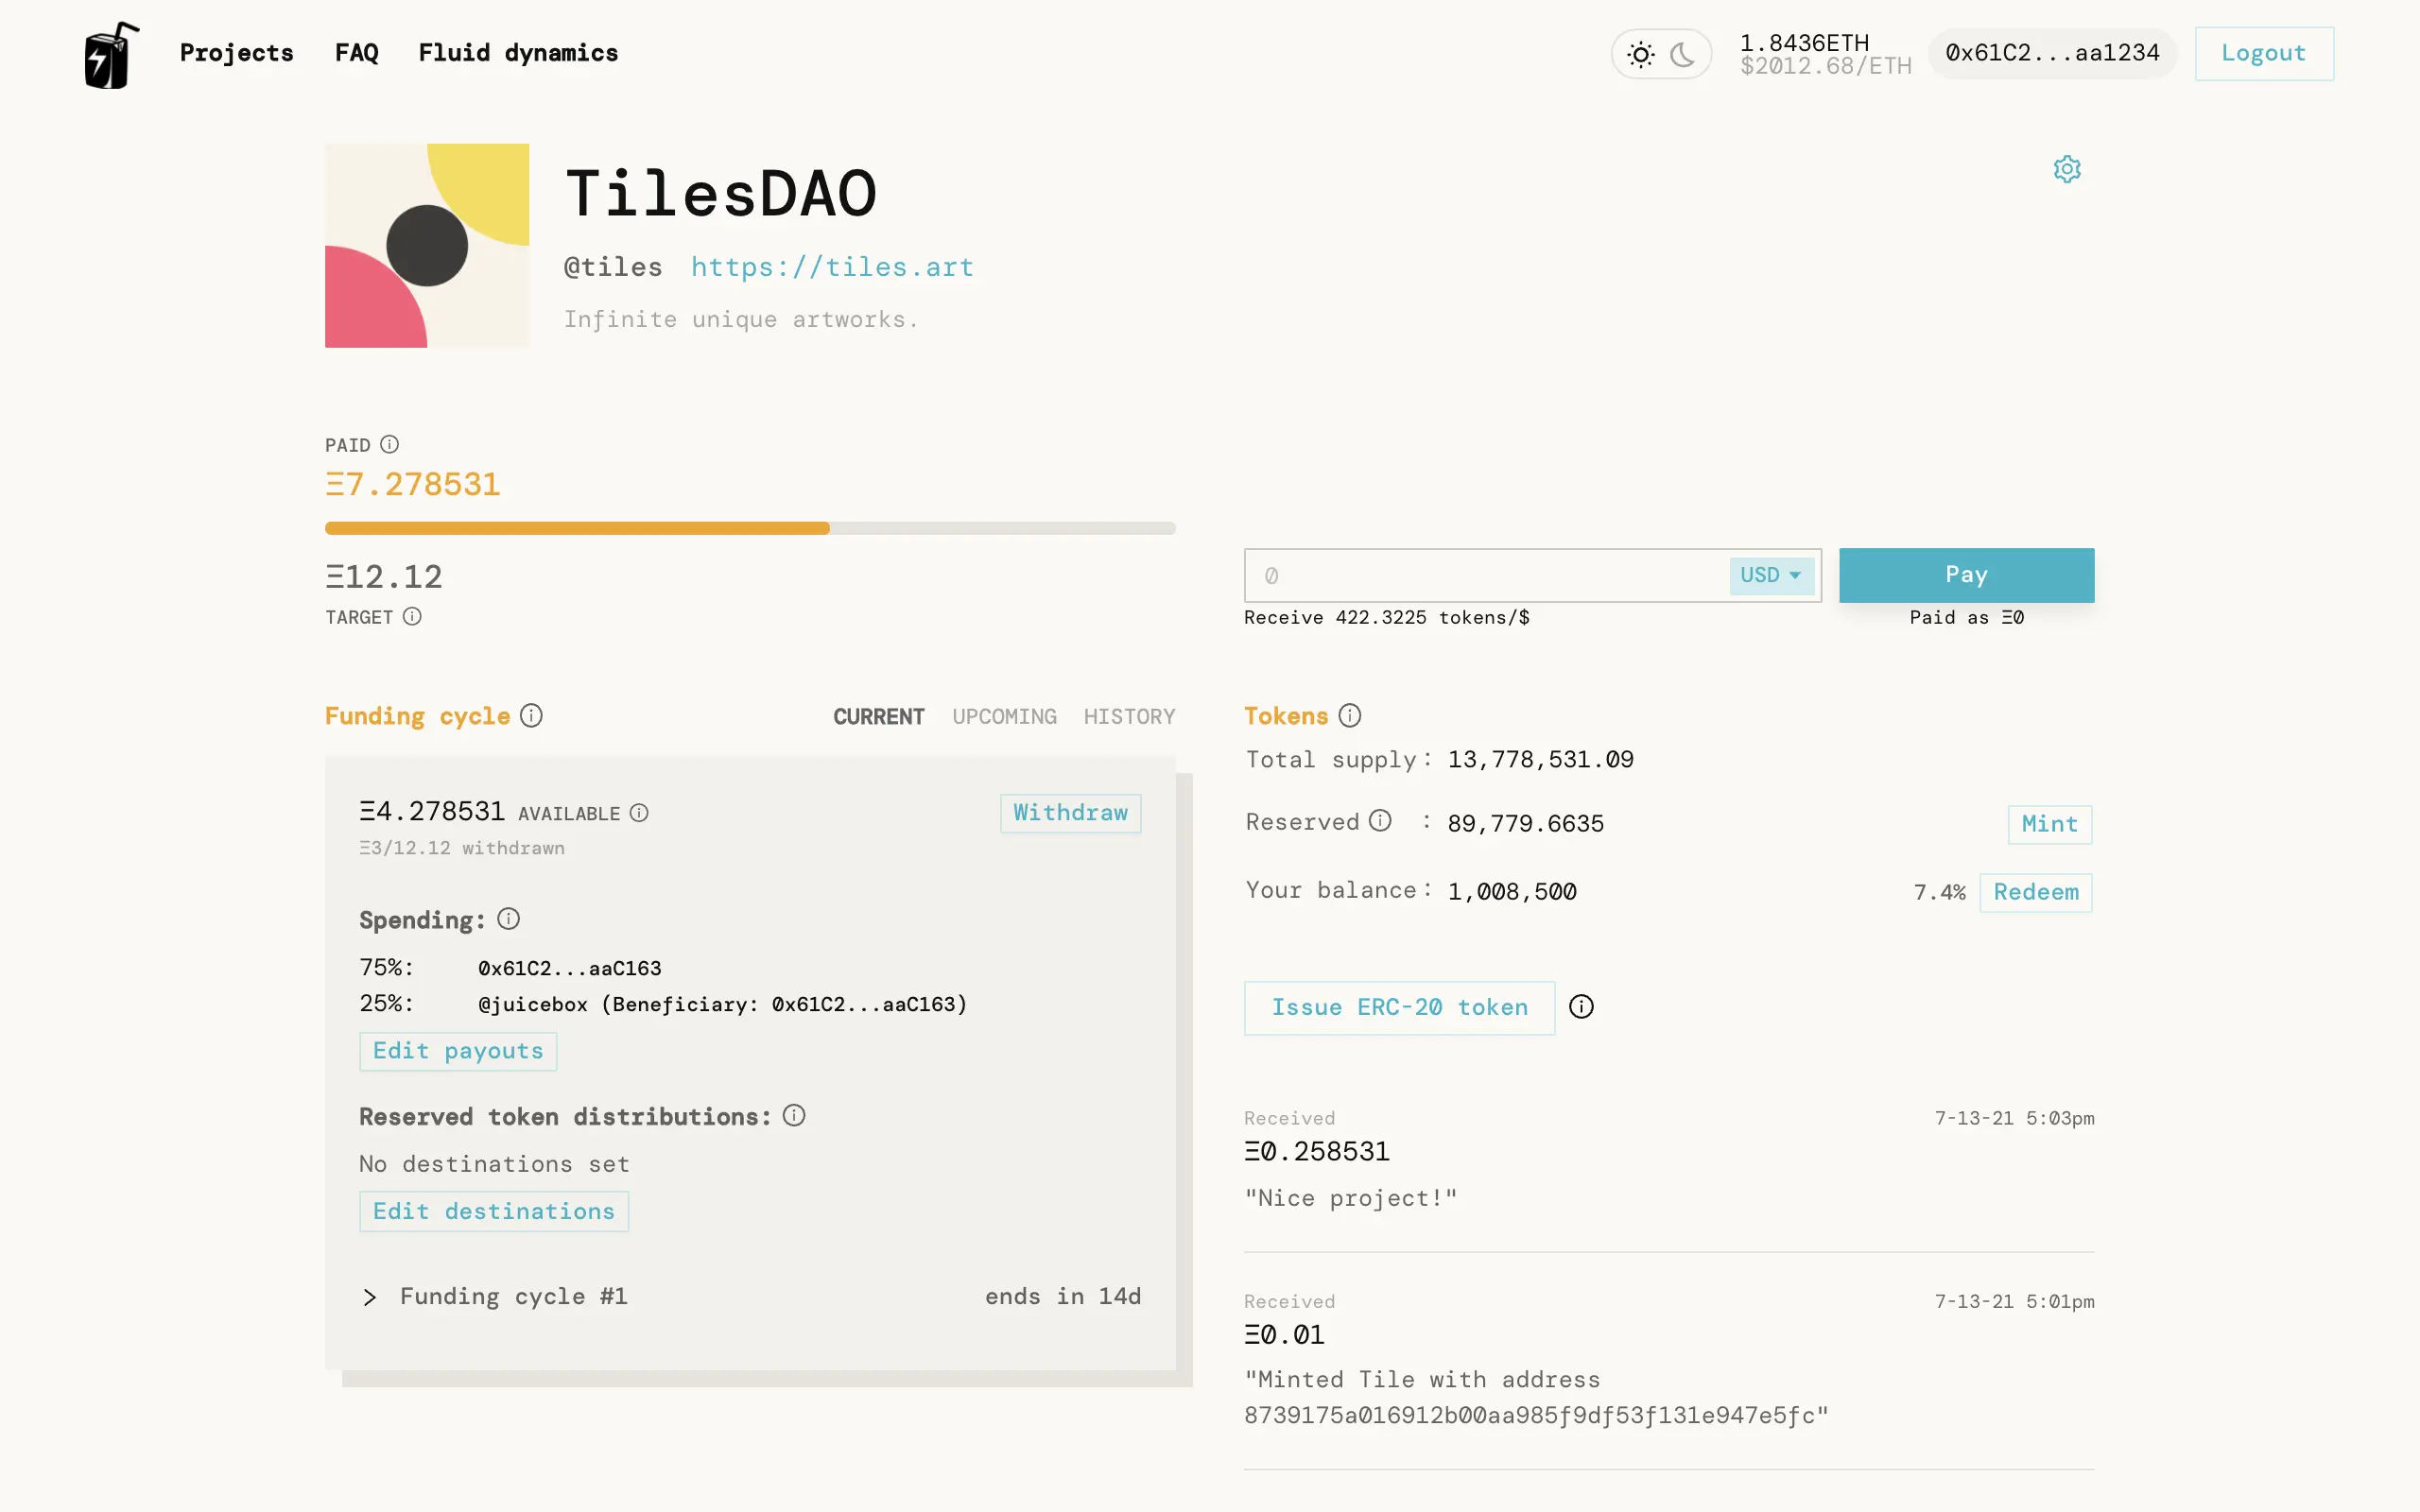 Projects FAQ Fluid dynamics
1.8436ETH
$2012.68/ETH
0x61C2...aa1234
Logout
TilesDAO
@tiles https://tiles.art
Infinite unique artworks.
PAID
Ξ7.278531
Ξ12.12
TARGET
0 USD
Pay
Receive 422.3225 tokens/$
Paid as Ξ0
Funding cycle
CURRENT UPCOMING HISTORY
Ξ4.278531 AVAILABLE
Withdraw
Ξ3/12.12 withdrawn
Spending:
75%: 0x61C2...aaC163
25%: @juicebox (Beneficiary: 0x61C2...aaC163)
Edit payouts
Reserved token distributions:
No destinations set
Edit destinations
Funding cycle #1 ends in 14d
Tokens
Total supply: 13,778,531.09
Reserved : 89,779.6635 Mint
Your balance: 1,008,500 7.4% Redeem
Issue ERC-20 token
Received 7-13-21 5:03pm
Ξ0.258531
"Nice project!"
Received 7-13-21 5:01pm
Ξ0.01
"Minted Tile with address
8739175a016912b00aa985f9df53f131e947e5fc"